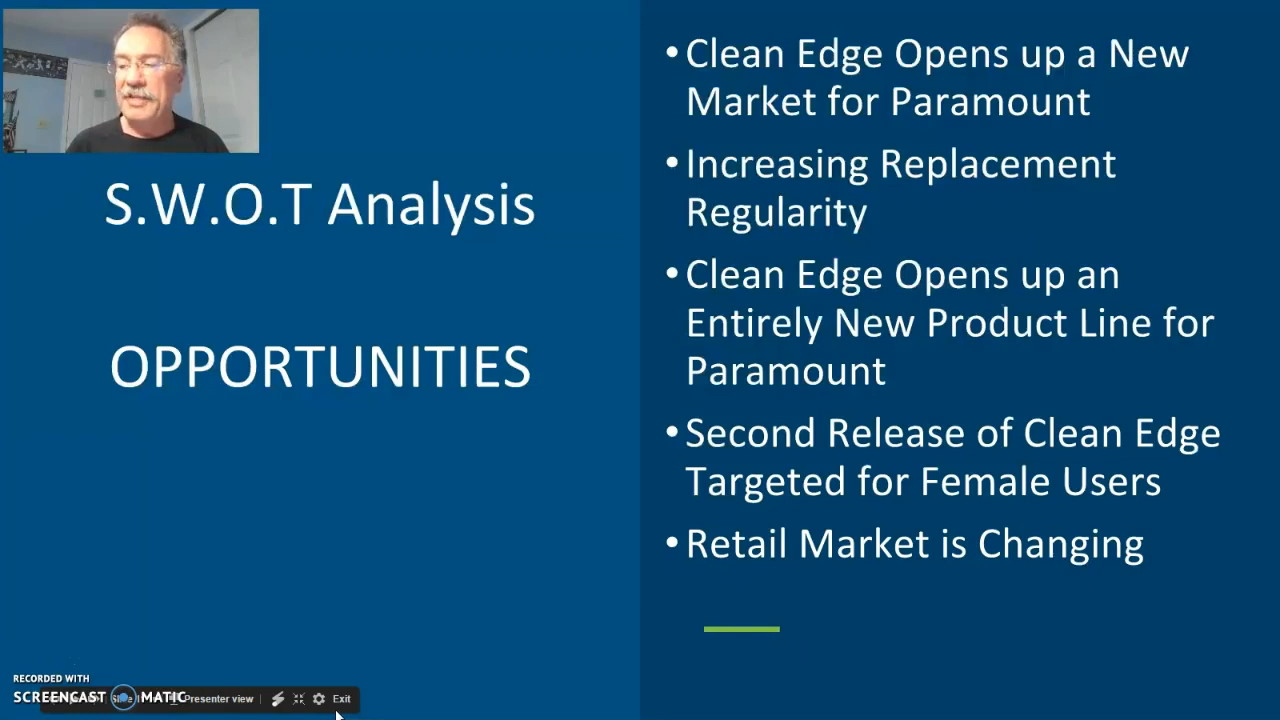 S.W.O.T Analysis
OPPORTUNITIES
•Clean Edge Opens up a New
Market for Paramount
•Increasing Replacement
Regularity
•Clean Edge Opens up an
Entirely New Product Line for
Paramount
•Second Release of Clean Edge
Targeted for Female Users
•Retail Market is Changing
RECORDED WITH
SCREENCAST MATIC
Presenter view
Exit